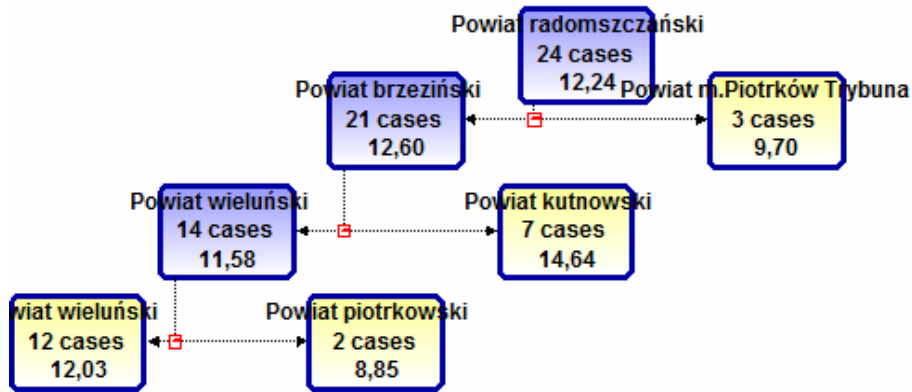 Powiat radomszczański
24 cases
12,24
Powiat brzeziński
21 cases
12,60
Powiat m.Piotrków Trybuna
3 cases
9,70
Powiat wieluński
14 cases
11,58
Powiat kutnowski
7 cases
14,64
wiat wieluński
12 cases
12,03
Powiat piotrkowski
2 cases
8,85